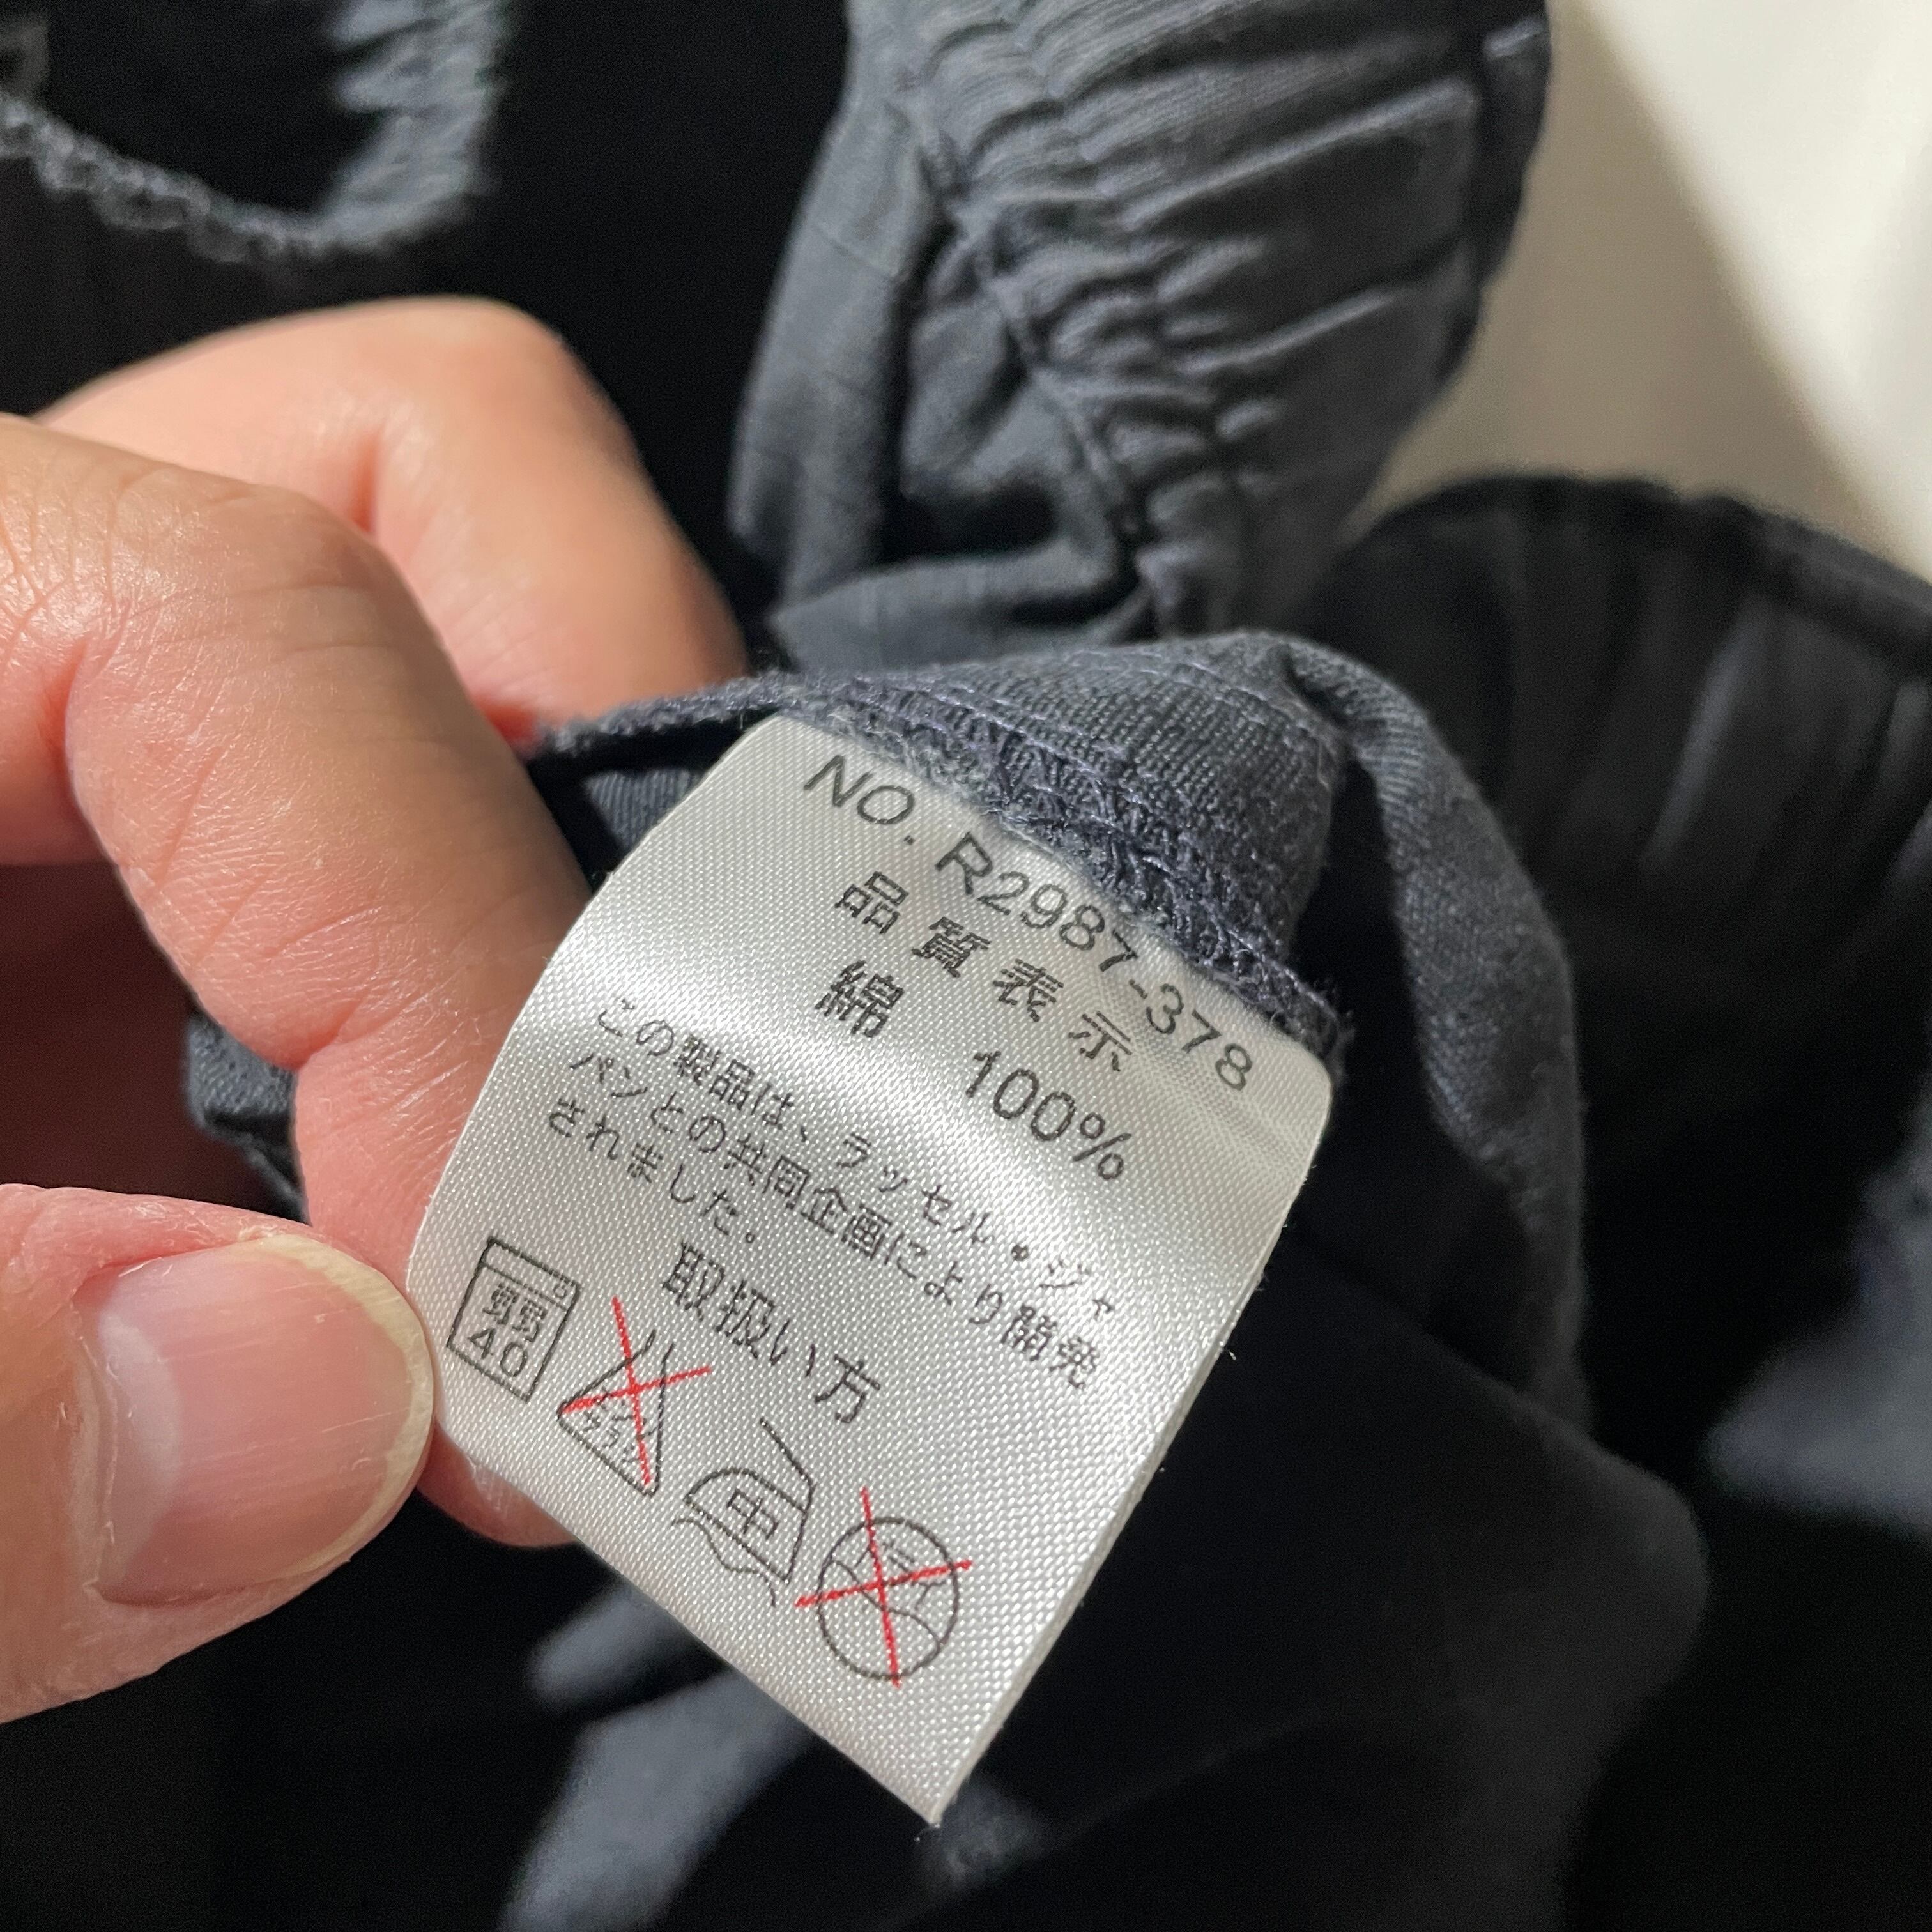 NO. R2987-378
品質表示
綿 100%
この製品は、ラッセル・ジャ
パンとの共同企画により開発
されました。
取扱い方
弱
40
中